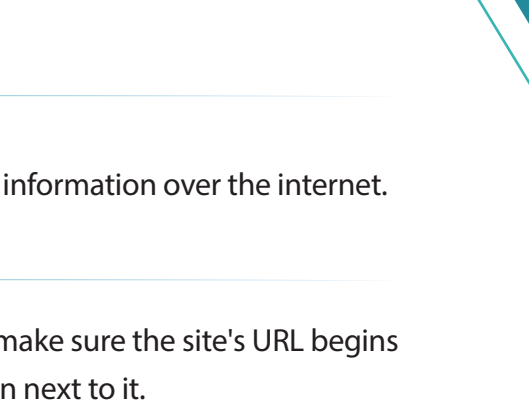 information over the internet.
make sure the site's URL begins
n next to it.